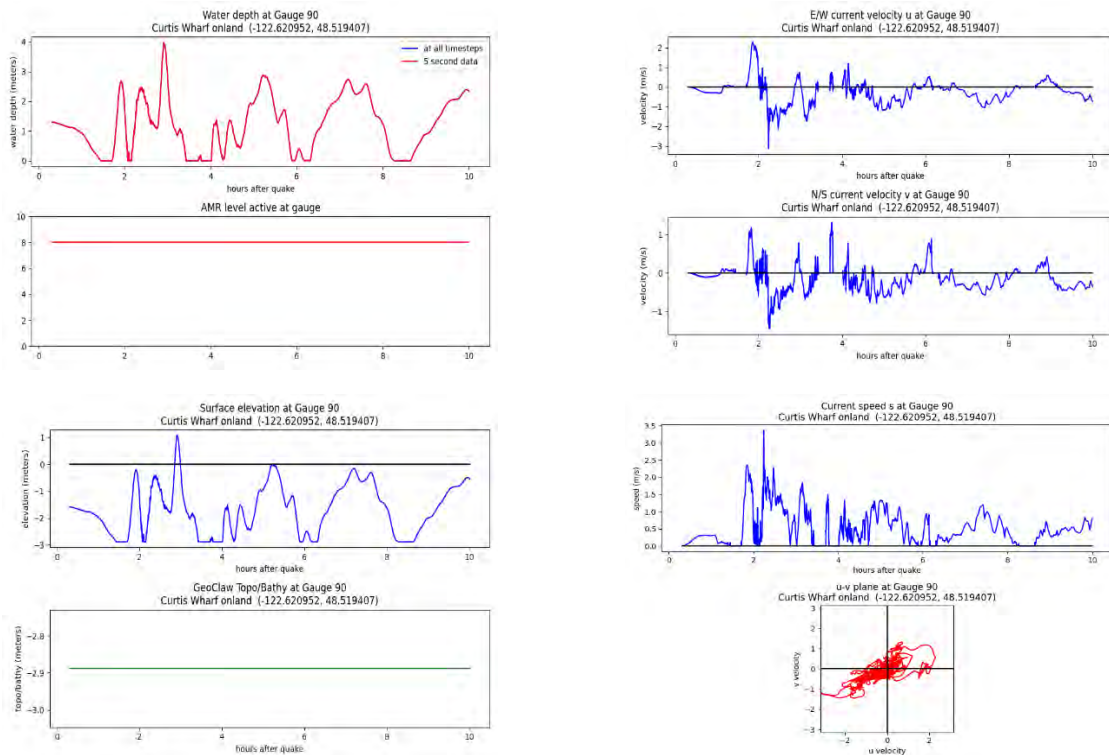 Water depth at Gauge 90
Curtis Wharf onland (-122.620952, 48.519407)
at all timesteps
5 second data
water depth (meters)
4
3
2
1
0
0 2 4 6 8 10
hours after quake
AMR level active at gauge
10
8
6
4
2
0
0 2 4 6 8 10
Surface elevation at Gauge 90
Curtis Wharf onland (-122.620952, 48.519407)
elevation (meters)
1
0
−1
−2
−3
0 2 4 6 8 10
hours after quake
GeoClaw Topo/Bathy at Gauge 90
Curtis Wharf onland (-122.620952, 48.519407)
topo/bathy (meters)
−2.8
−2.9
−3.0
0 2 4 6 8 10
hours after quake
E/W current velocity u at Gauge 90
Curtis Wharf onland (-122.620952, 48.519407)
velocity (m/s)
2
1
0
−1
−2
−3
0 2 4 6 8 10
hours after quake
N/S current velocity v at Gauge 90
Curtis Wharf onland (-122.620952, 48.519407)
velocity (m/s)
1
0
−1
0 2 4 6 8 10
hours after quake
Current speed s at Gauge 90
Curtis Wharf onland (-122.620952, 48.519407)
speed (m/s)
3.5
3.0
2.5
2.0
1.5
1.0
0.5
0.0
0 2 4 6 8 10
hours after quake
u-v plane at Gauge 90
Curtis Wharf onland (-122.620952, 48.519407)
v velocity
3
2
1
0
−1
−2
−3
−2 0 2
u velocity